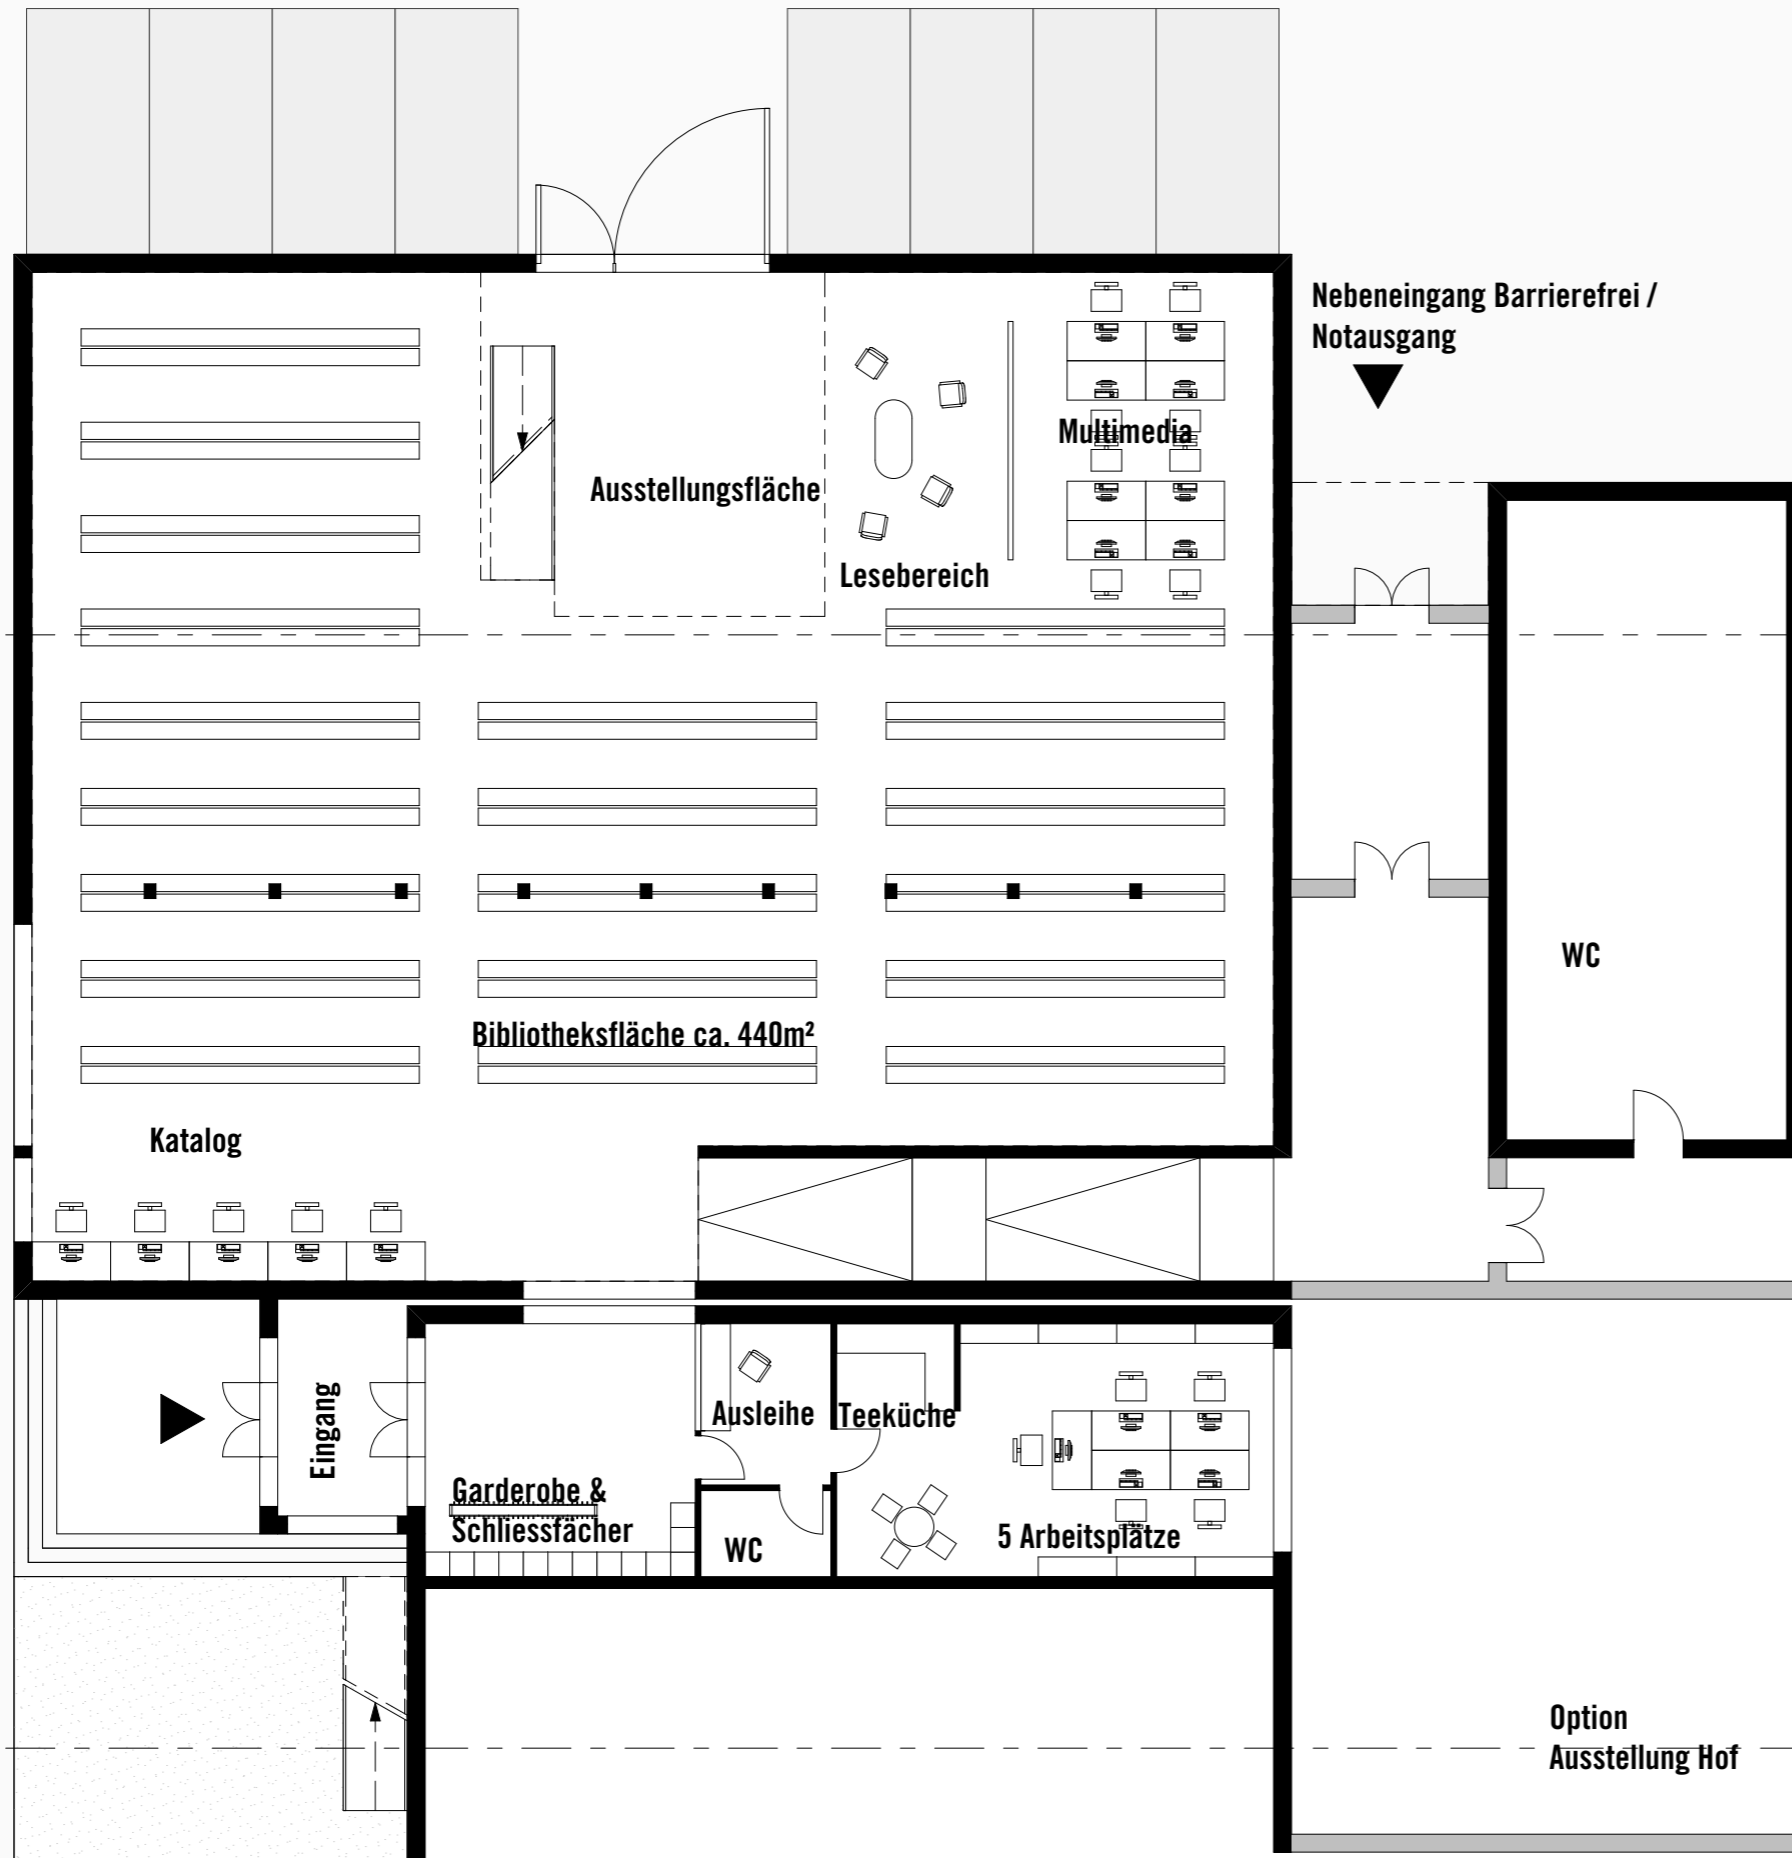 Nebeneingang Barrierefrei /
Notausgang
Multimedia
Ausstellungsfläche
Lesebereich
WC
Bibliotheksfläche ca. 440m²
Katalog
Eingang
Ausleihe
Teeküche
Garderobe &
Schliessfächer
WC
5 Arbeitsplätze
Option
Ausstellung Hof